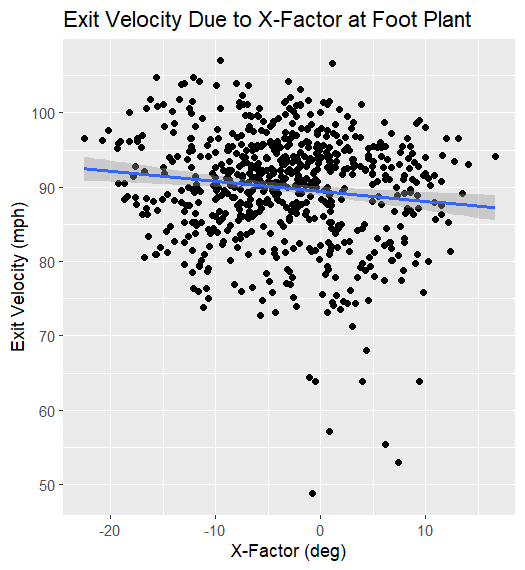 Exit Velocity Due to X-Factor at Foot Plant
Exit Velocity (mph)
100
90
80
70
60
50
-20 -10 0 10
X-Factor (deg)